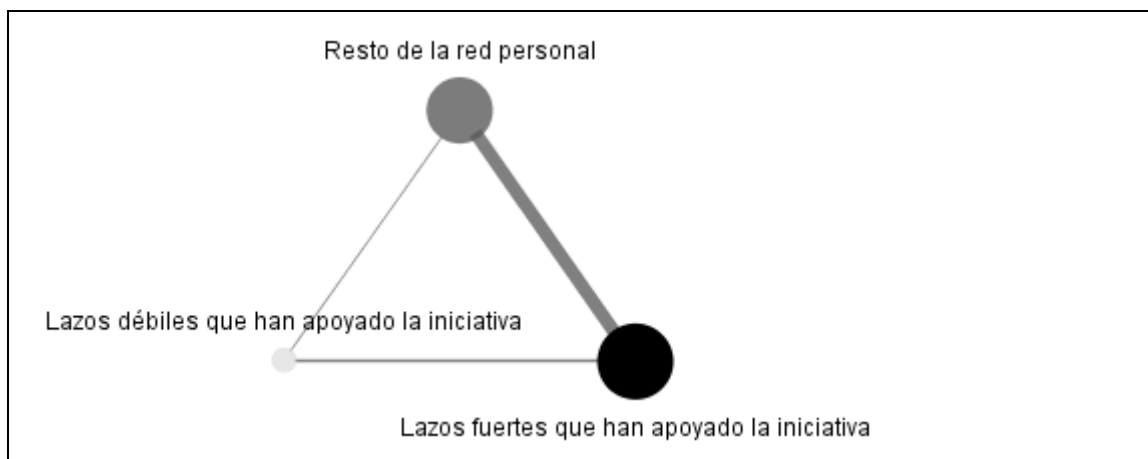 Resto de la red personal
Lazos débiles que han apoyado la iniciativa
Lazos fuertes que han apoyado la iniciativa